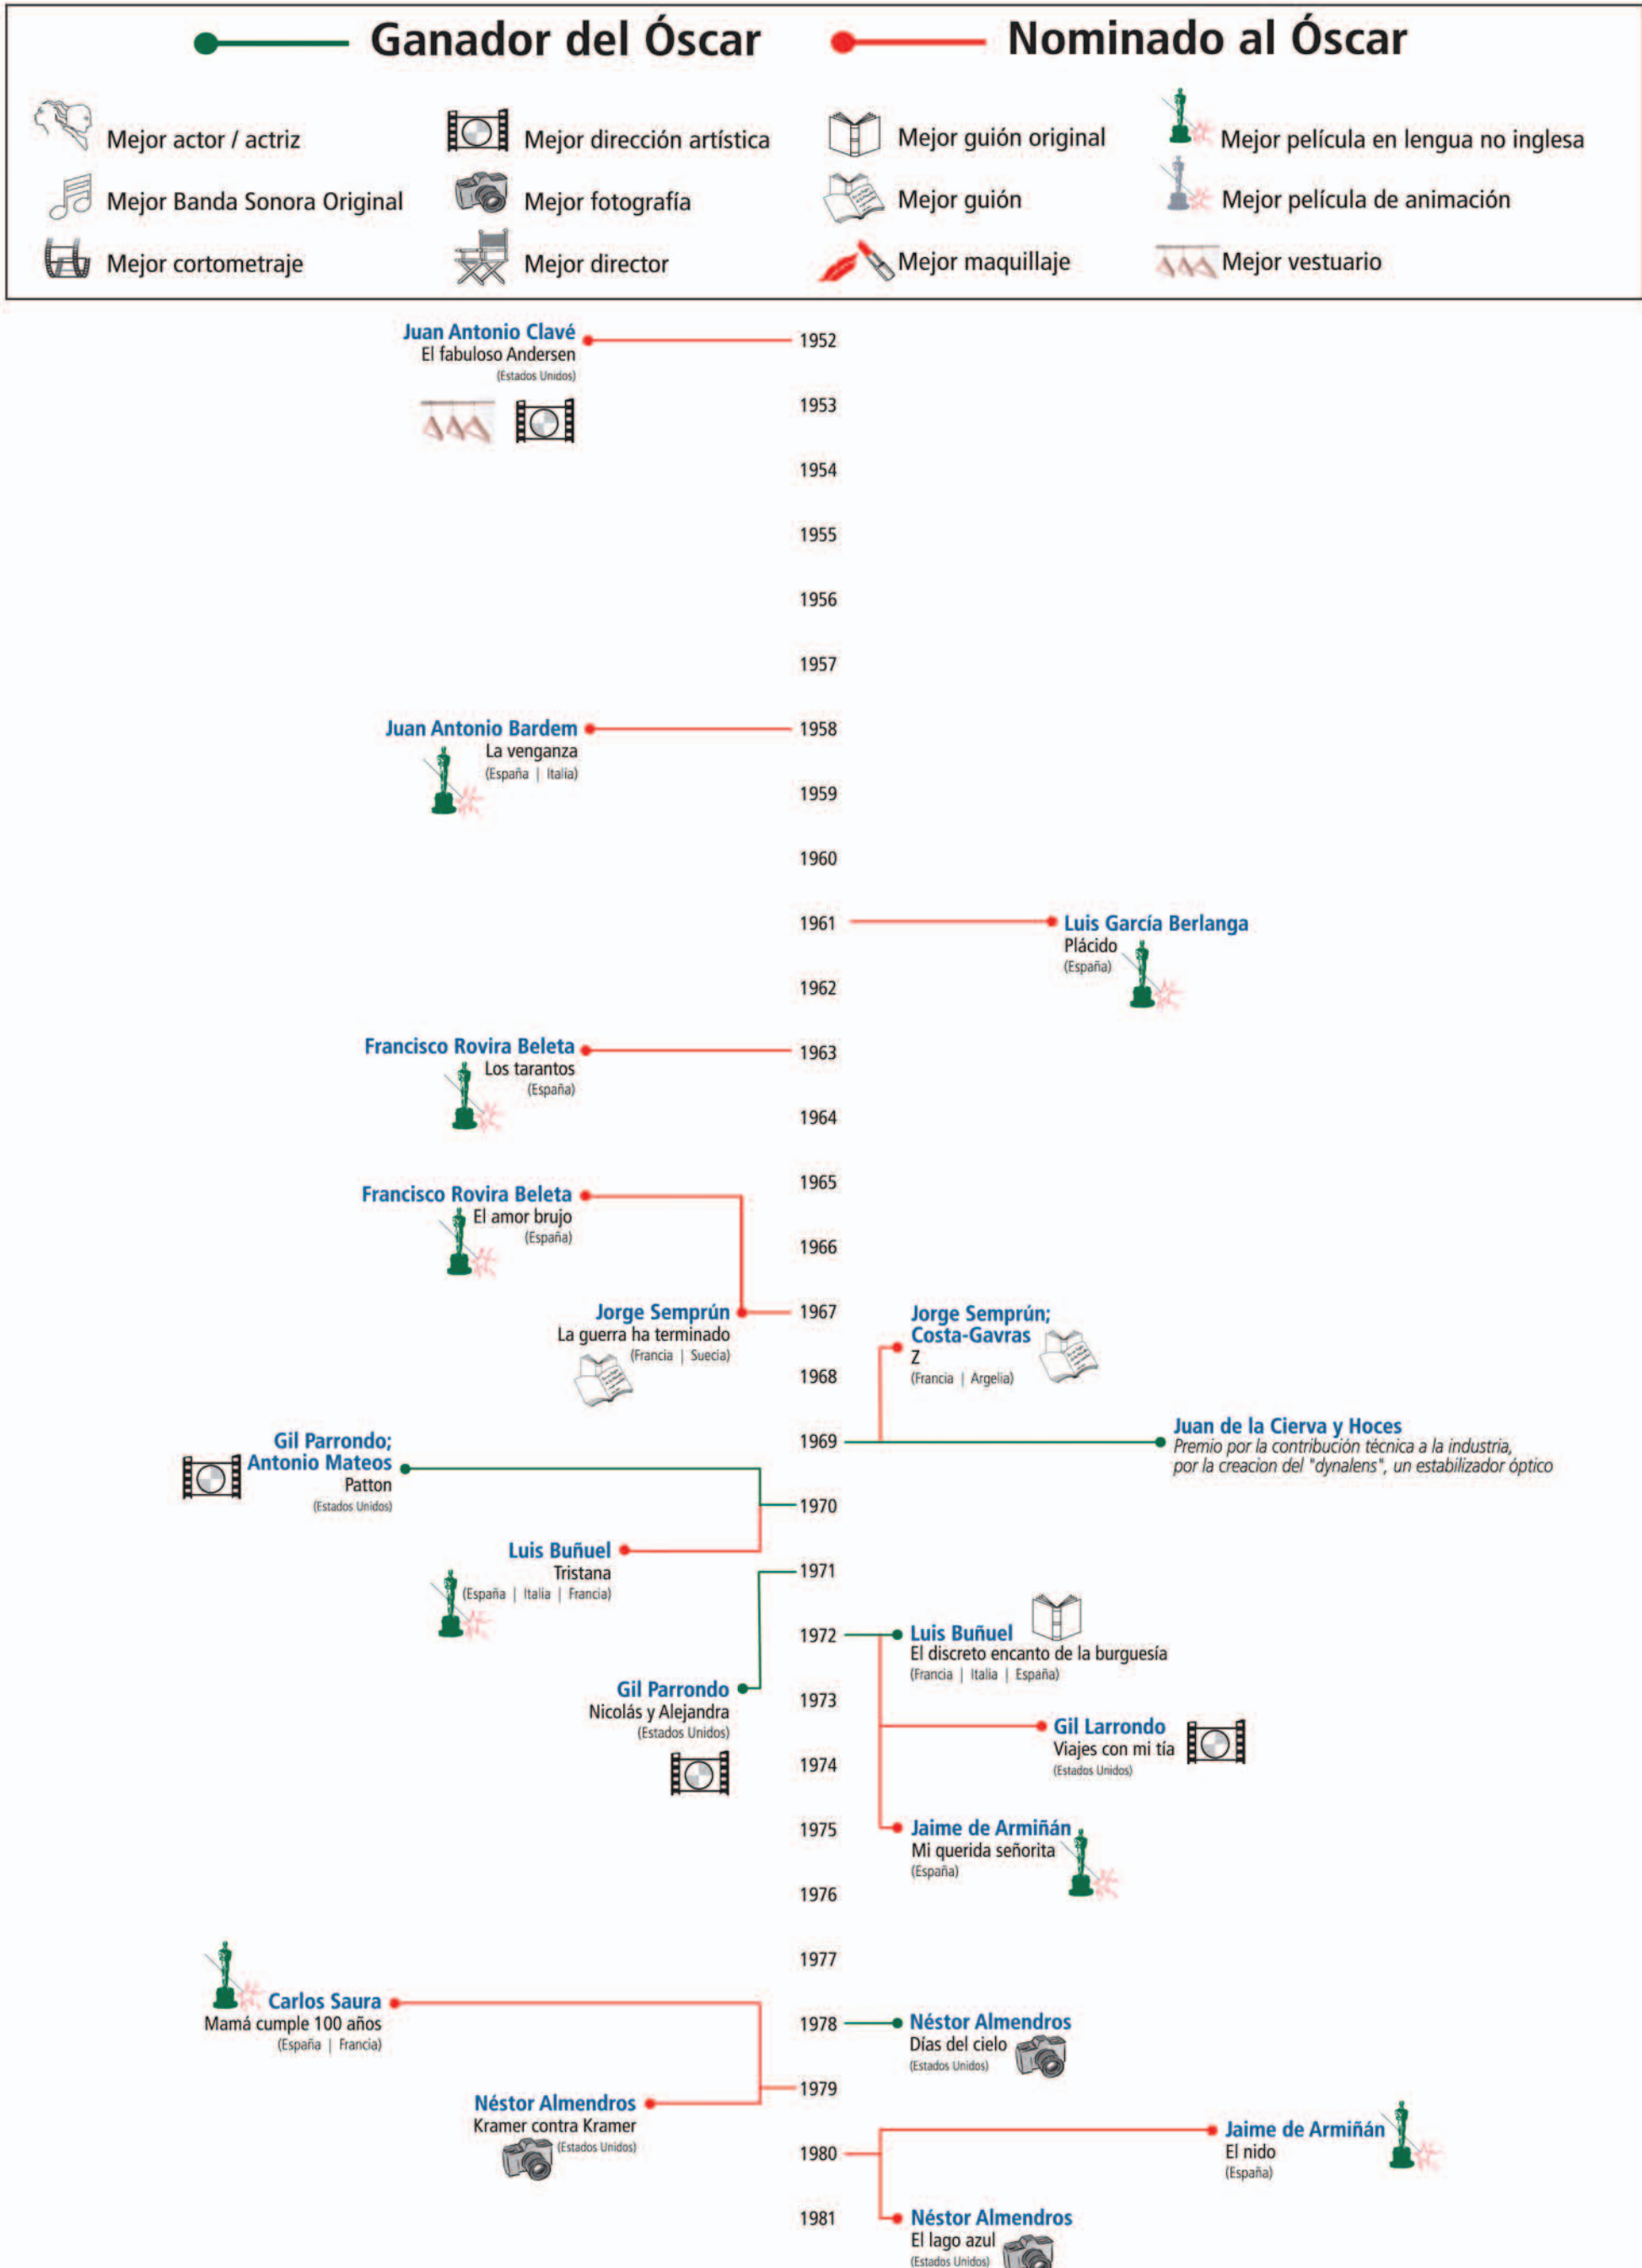 Ganador del Óscar
Nominado al Óscar
Mejor actor / actriz
Mejor dirección artística
Mejor guión original
Mejor película en lengua no inglesa
Mejor Banda Sonora Original
Mejor fotografía
Mejor guión
Mejor película de animación
Mejor cortometraje
Mejor director
Mejor maquillaje
Mejor vestuario
Juan Antonio Clavé
El fabuloso Andersen
(Estados Unidos)
1952
1953
1954
1955
1956
1957
Juan Antonio Bardem
La venganza
(España | Italia)
1958
1959
1960
1961
Luis García Berlanga
Plácido
(España)
1962
Francisco Rovira Beleta
Los tarantos
(España)
1963
1964
1965
Francisco Rovira Beleta
El amor brujo
(España)
1966
Jorge Semprún
La guerra ha terminado
(Francia | Suecia)
1967
Jorge Semprún;
Costa-Gavras
Z
(Francia | Argelia)
1968
1969
Juan de la Cierva y Hoces
Premio por la contribución técnica a la industria,
por la creacion del "dynalens", un estabilizador óptico
Gil Parrondo;
Antonio Mateos
Patton
(Estados Unidos)
1970
Luis Buñuel
Tristana
(España | Italia | Francia)
1971
1972
Luis Buñuel
El discreto encanto de la burguesía
(Francia | Italia | España)
Gil Parrondo
Nicolás y Alejandra
(Estados Unidos)
1973
Gil Larrondo
Viajes con mi tía
(Estados Unidos)
1974
1975
Jaime de Armiñán
Mi querida señorita
(España)
1976
1977
Carlos Saura
Mamá cumple 100 años
(España | Francia)
1978
Néstor Almendros
Días del cielo
(Estados Unidos)
1979
Néstor Almendros
Kramer contra Kramer
(Estados Unidos)
1980
Jaime de Armiñán
El nido
(España)
1981
Néstor Almendros
El lago azul
(Estados Unidos)